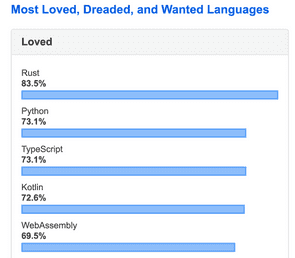 Most Loved, Dreaded, and Wanted Languages
Loved
Rust
83.5%
Python
73.1%
TypeScript
73.1%
Kotlin
72.6%
WebAssembly
69.5%